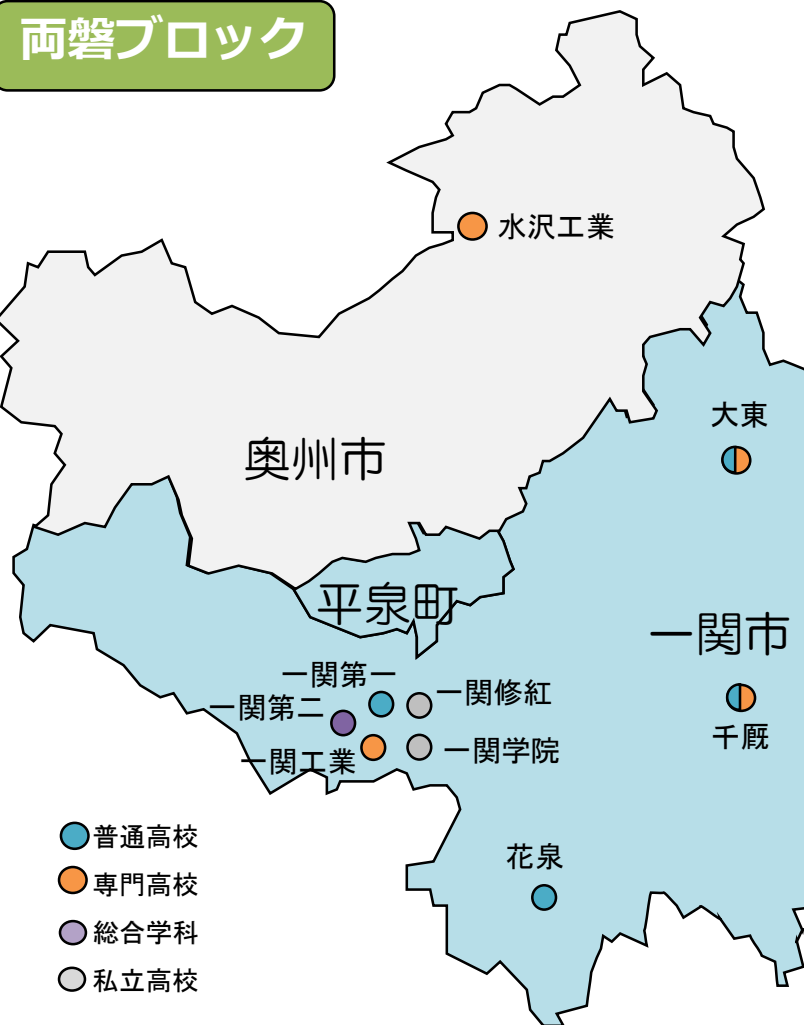 両磐ブロック
水沢工業
大東
奥州市
平泉町
一関市
一関第一
一関修紅
一関第二
千厩
一関工業
一関学院
普通高校
花泉
専門高校
総合学科
私立高校